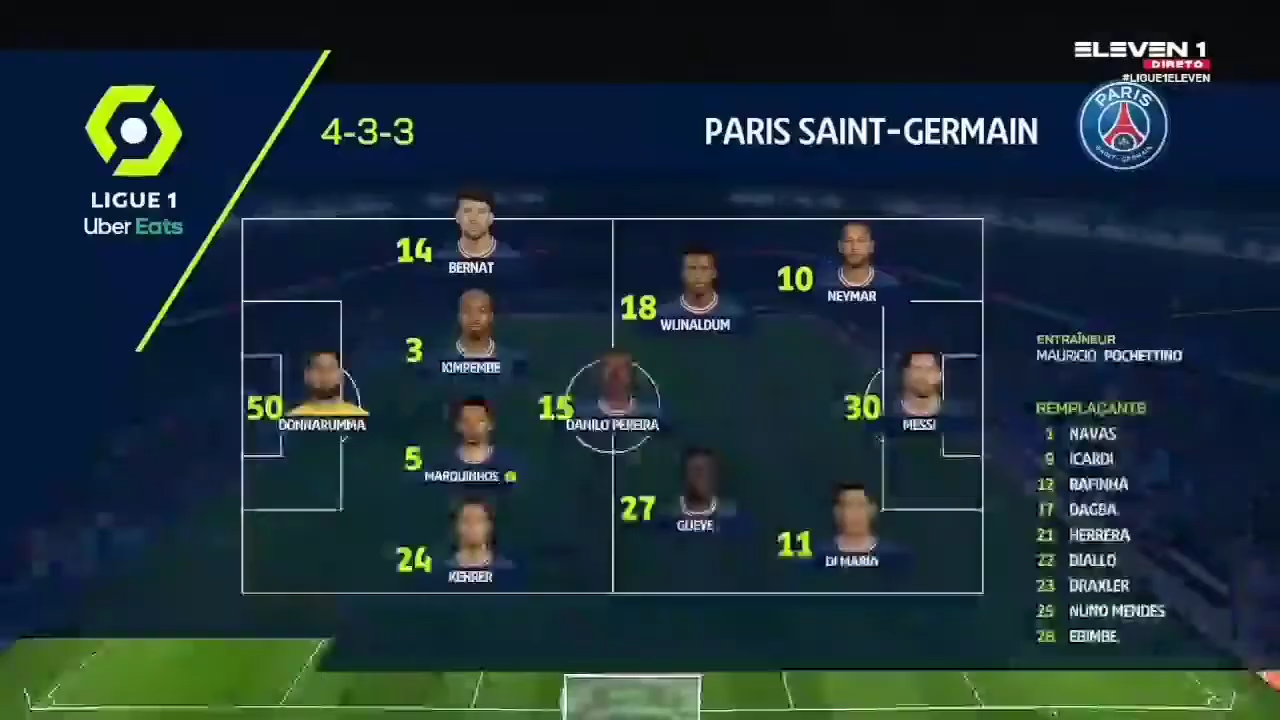 ELEVEN 1
DIRETO
#LIGUE1ELEVEN
LIGUE 1
Uber Eats
4-3-3
PARIS SAINT-GERMAIN
PARIS
SAINT-GERMAIN
14 BERNAT
10 NEYMAR
18 WIJNALDUM
3 KIMPEMBE
50 DONNARUMMA
15 DANILO PEREIRA
30 MESSI
5 MARQUINHOS
27 GUEYE
11 DI MARIA
24 KEHRER
ENTRAÎNEUR
MAURICIO POCHETTINO
REMPLAÇANTS
1 NAVAS
9 ICARDI
12 RAFINHA
17 DAGBA
21 HERRERA
22 DIALLO
23 DRAXLER
25 NUNO MENDES
28 EBIMBE